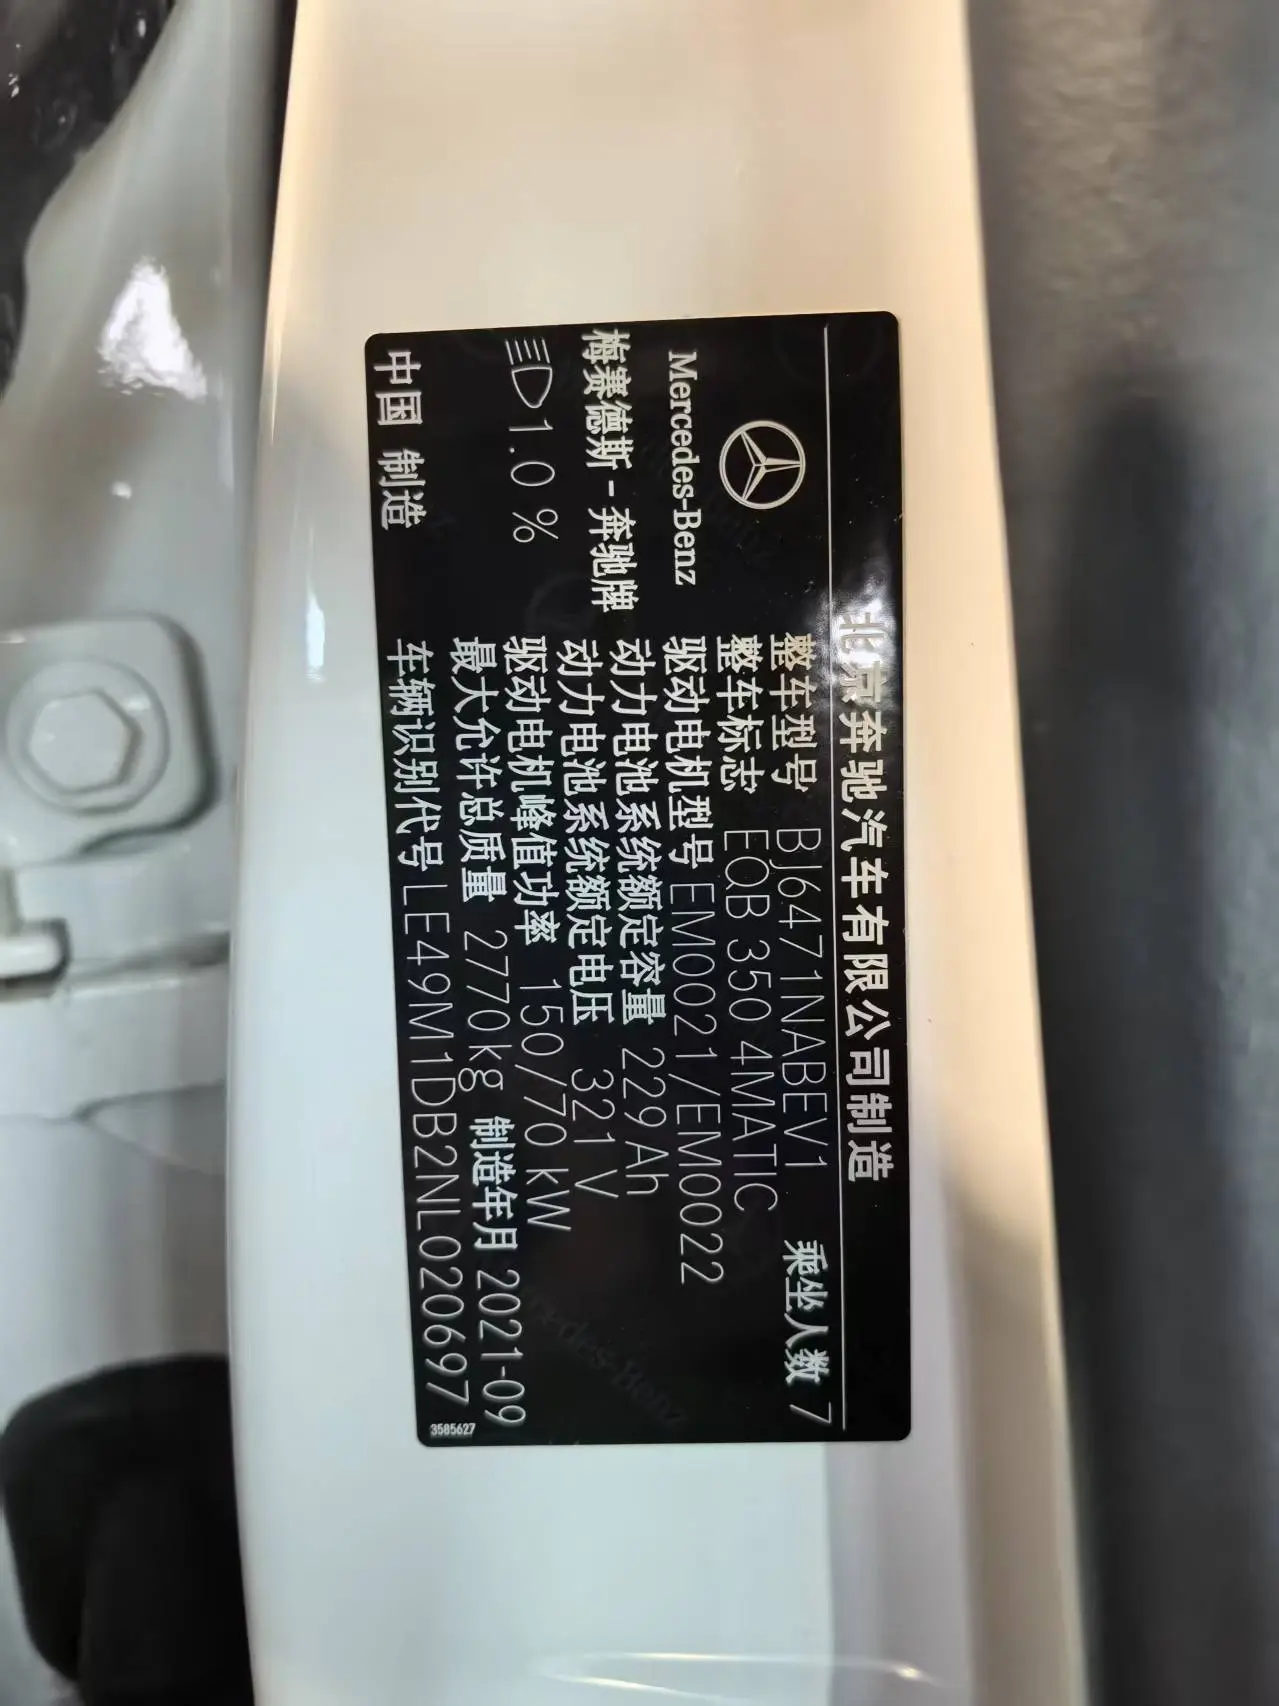 北京奔驰汽车有限公司制造
Mercedes-Benz
梅赛德斯-奔驰牌
1.0 %
中国 制造
整车型号 BJ6471NABEV1 乘坐人数 7
整车标志 EQB 350 4MATIC
驱动电机型号 EM0021/EM0022
动力电池系统额定容量 229Ah
动力电池系统额定电压 321V
驱动电机峰值功率 150/70kW
最大允许总质量 2770kg 制造年月 2021-09
车辆识别代号 LE49M1DB2NL020697
3585627